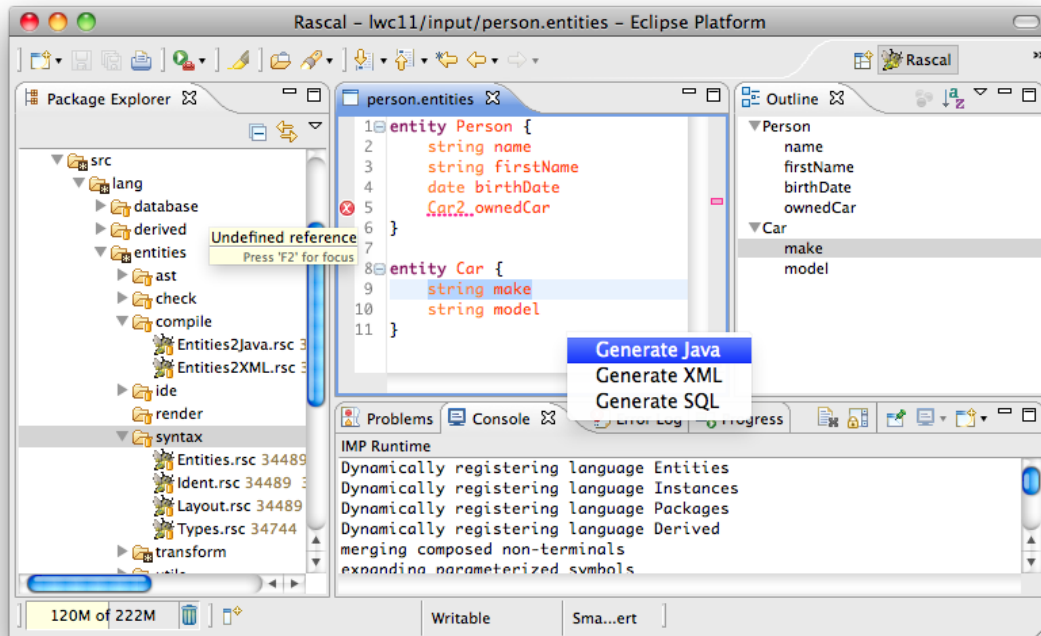 Rascal – lwc11/input/person.entities – Eclipse Platform
Rascal
»
Package Explorer
src
lang
database
derived
entities
ast
check
compile
Entities2Java.rsc 3
Entities2XML.rsc 3
ide
render
syntax
Entities.rsc 34489
Ident.rsc 34489 3
Layout.rsc 34489
Types.rsc 34744
transform
Undefined reference
Press 'F2' for focus
person.entities
1 entity Person {
2 string name
3 string firstName
4 date birthDate
5 Car2 ownedCar
6 }
7
8 entity Car {
9 string make
10 string model
11 }
Generate Java
Generate XML
Generate SQL
Outline
Person
name
firstName
birthDate
ownedCar
Car
make
model
Problems Console Error Log Progress
IMP Runtime
Dynamically registering language Entities
Dynamically registering language Instances
Dynamically registering language Packages
Dynamically registering language Derived
merging composed non-terminals
expanding parameterized symbols
120M of 222M
Writable
Sma...ert